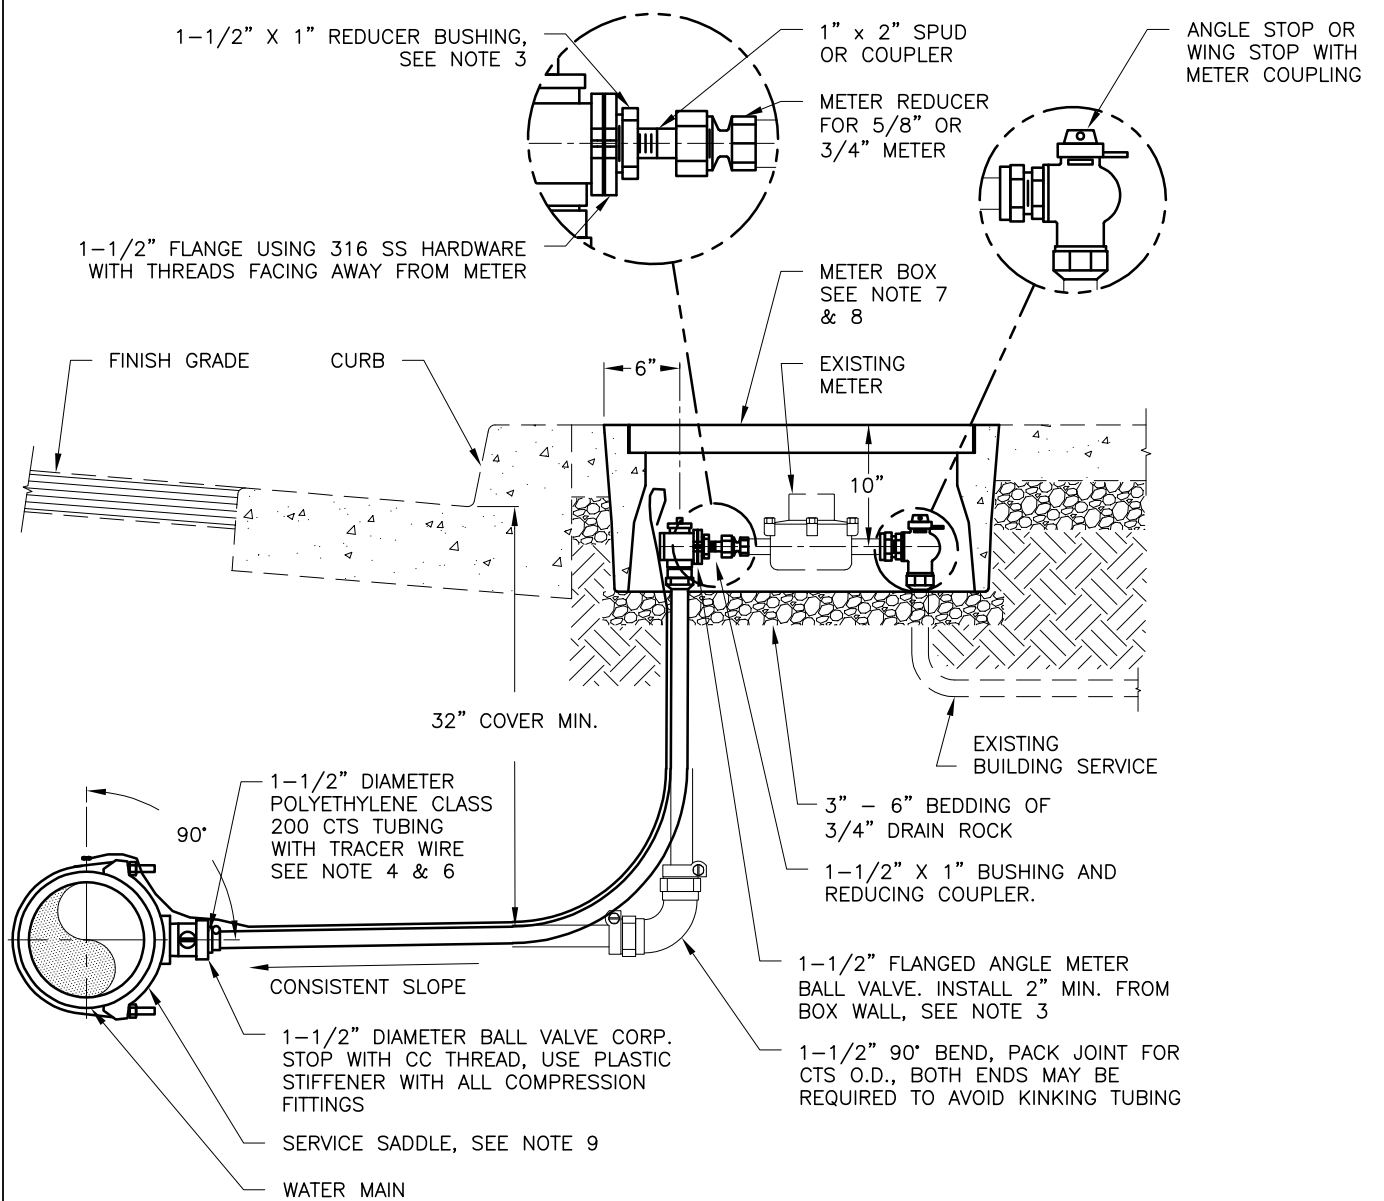 1-1/2" X 1" REDUCER BUSHING,
SEE NOTE 3
1" x 2" SPUD
OR COUPLER
ANGLE STOP OR
WING STOP WITH
METER COUPLING
METER REDUCER
FOR 5/8" OR
3/4" METER
1-1/2" FLANGE USING 316 SS HARDWARE
WITH THREADS FACING AWAY FROM METER
METER BOX
SEE NOTE 7
& 8
FINISH GRADE
CURB
6"
EXISTING
METER
10"
32" COVER MIN.
EXISTING
BUILDING SERVICE
1-1/2" DIAMETER
POLYETHYLENE CLASS
200 CTS TUBING
WITH TRACER WIRE
SEE NOTE 4 & 6
90°
3" - 6" BEDDING OF
3/4" DRAIN ROCK
1-1/2" X 1" BUSHING AND
REDUCING COUPLER.
CONSISTENT SLOPE
1-1/2" FLANGED ANGLE METER
BALL VALVE. INSTALL 2" MIN. FROM
BOX WALL, SEE NOTE 3
1-1/2" DIAMETER BALL VALVE CORP.
STOP WITH CC THREAD, USE PLASTIC
STIFFENER WITH ALL COMPRESSION
FITTINGS
1-1/2" 90° BEND, PACK JOINT FOR
CTS O.D., BOTH ENDS MAY BE
REQUIRED TO AVOID KINKING TUBING
SERVICE SADDLE, SEE NOTE 9
WATER MAIN